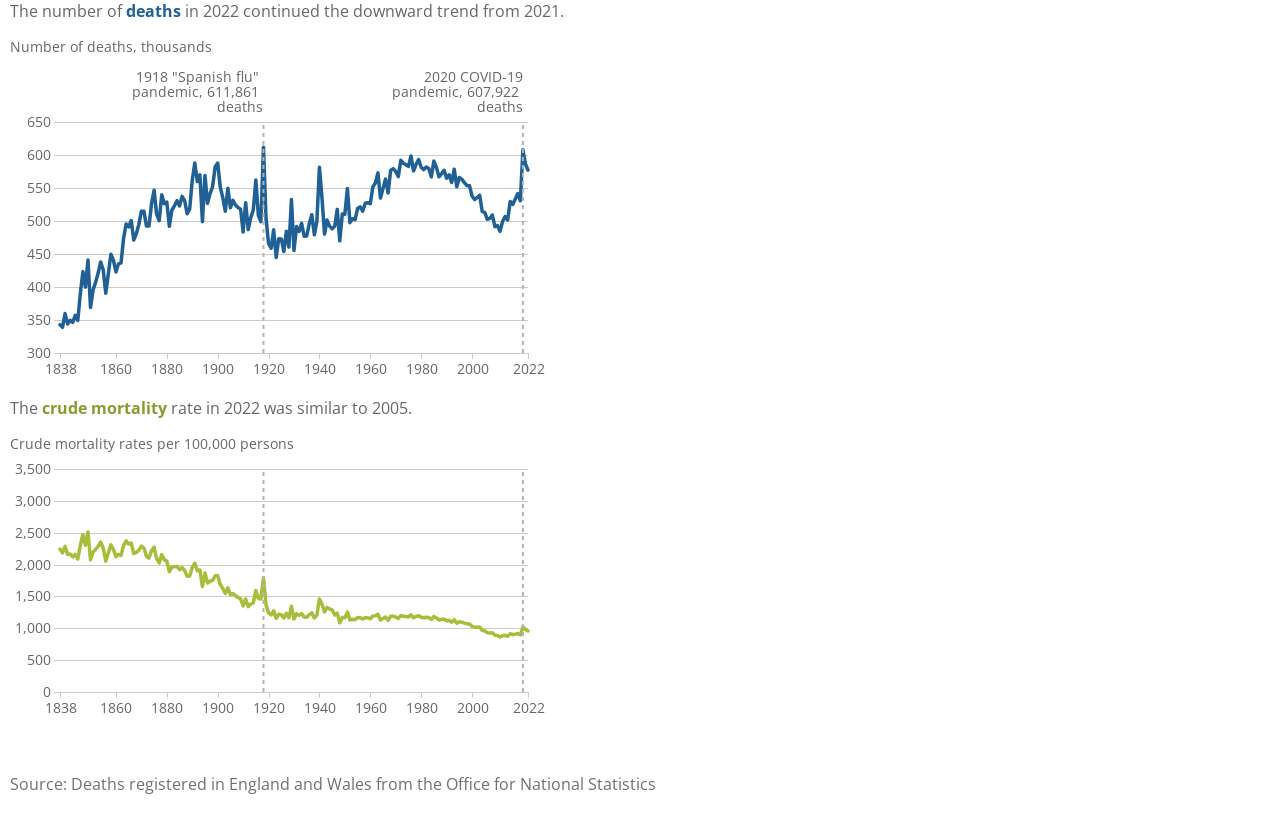 The number of deaths in 2022 continued the downward trend from 2021.
Number of deaths, thousands
1918 "Spanish flu"
pandemic, 611,861
deaths
2020 COVID-19
pandemic, 607,922
deaths
650
600
550
500
450
400
350
300
1838 1860 1880 1900 1920 1940 1960 1980 2000 2022
The crude mortality rate in 2022 was similar to 2005.
Crude mortality rates per 100,000 persons
3,500
3,000
2,500
2,000
1,500
1,000
500
0
1838 1860 1880 1900 1920 1940 1960 1980 2000 2022
Source: Deaths registered in England and Wales from the Office for National Statistics